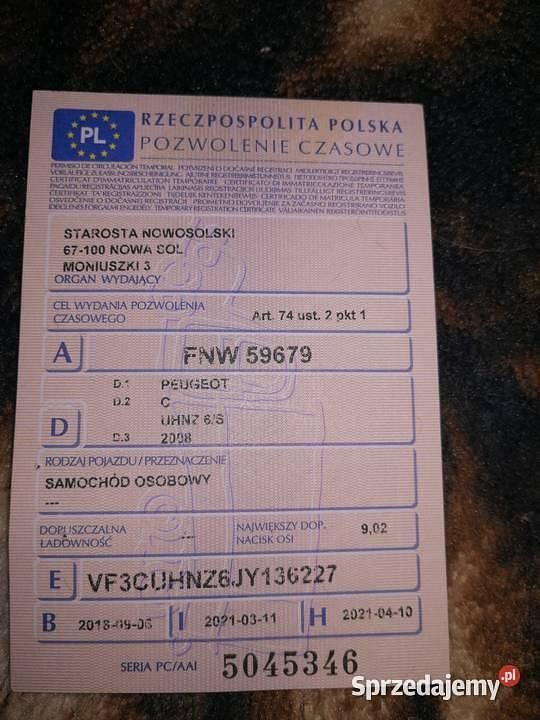 PL
RZECZPOSPOLITA POLSKA
POZWOLENIE CZASOWE
STAROSTA NOWOSOLSKI
67-100 NOWA SOL
MONIUSZKI 3
ORGAN WYDAJĄCY
CEL WYDANIA POZWOLENIA
CZASOWEGO
Art. 74 ust. 2 pkt 1
A FNW 59679
D.1 PEUGEOT
D.2 C
UHNZ 6/S
D
D.3 2008
RODZAJ POJAZDU / PRZEZNACZENIE
SAMOCHÓD OSOBOWY
---
DOPUSZCZALNA
ŁADOWNOŚĆ
---
NAJWIĘKSZY DOP.
NACISK OSI
9,02
E VF3CUHNZ6JY136227
B 2018-09-06 I 2021-03-11 H 2021-04-10
SERIA PC/AAI 5045346
Sprzedajemy.pl